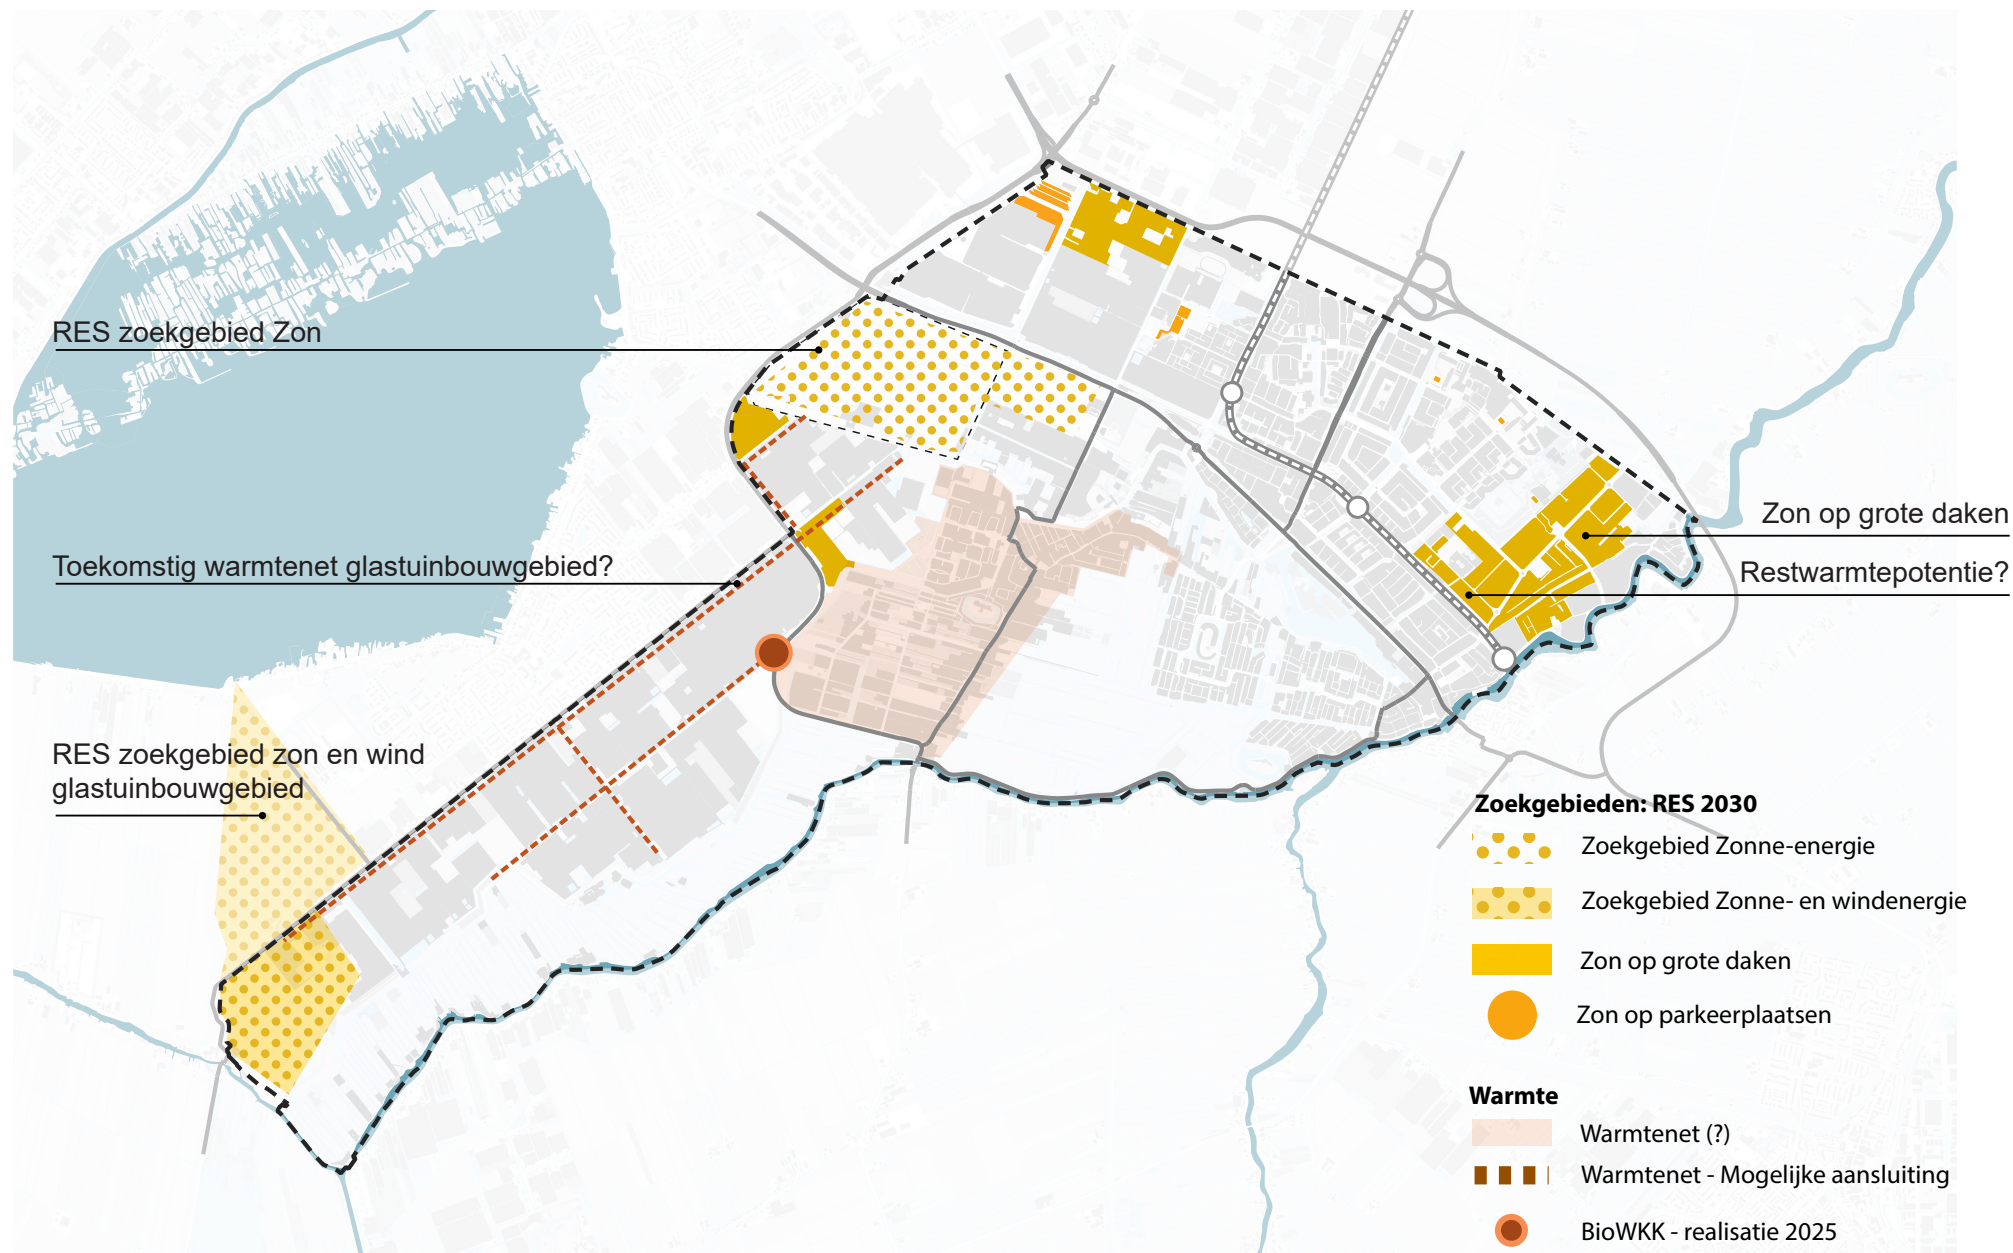 RES zoekgebied Zon
Toekomstig warmtenet glastuinbouwgebied?
RES zoekgebied zon en wind
glastuinbouwgebied
Zon op grote daken
Restwarmtepotentie?
Zoekgebieden: RES 2030
Zoekgebied Zonne-energie
Zoekgebied Zonne- en windenergie
Zon op grote daken
Zon op parkeerplaatsen
Warmte
Warmtenet (?)
Warmtenet - Mogelijke aansluiting
BioWKK - realisatie 2025